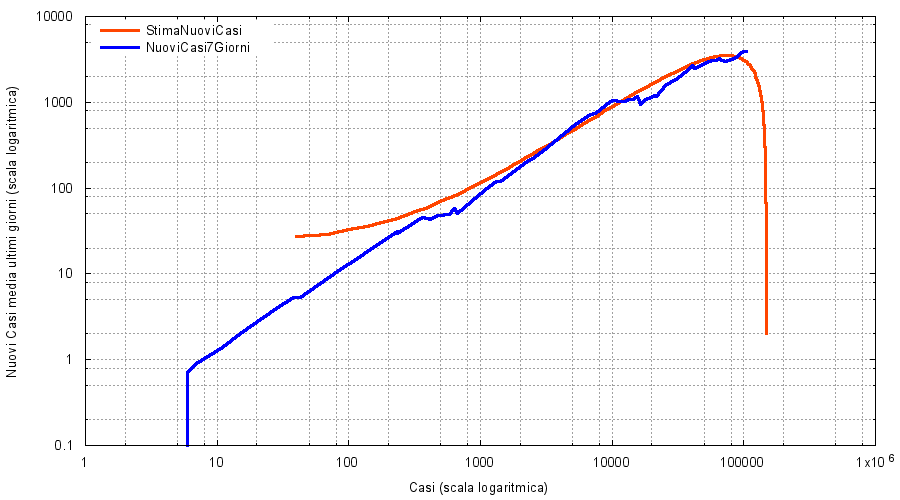 10000
1000
100
10
1
0.1
StimaNuoviCasi
NuoviCasi7Giorni
Nuovi Casi media ultimi giorni (scala logaritmica)
1
10
100
1000
10000
100000
1x10 6
Casi (scala logaritmica)